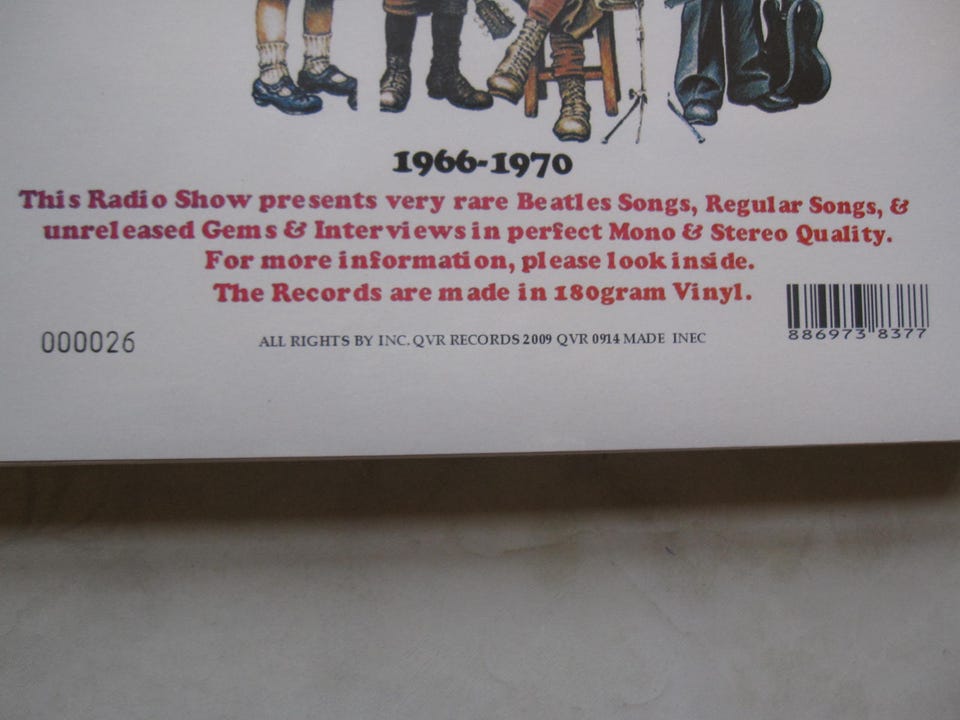 1966-1970
This Radio Show presents very rare Beatles Songs, Regular Songs, &
unreleased Gems & Interviews in perfect Mono & Stereo Quality.
For more information, please look inside.
The Records are made in 180gram Vinyl.
000026
ALL RIGHTS BY INC. QVR RECORDS 2009 QVR 0914 MADE INEC
886973 8377